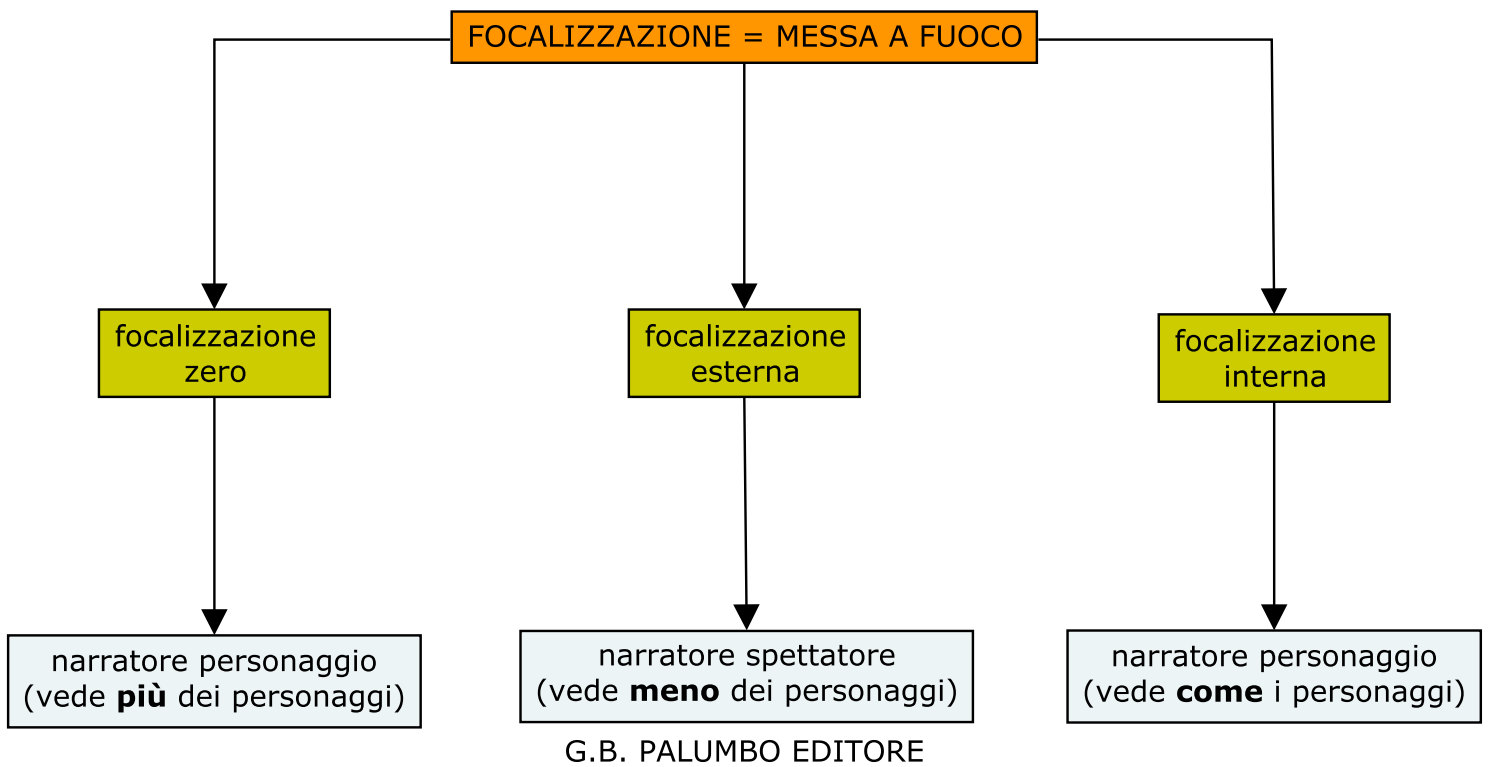 FOCALIZZAZIONE = MESSA A FUOCO
focalizzazione
zero
focalizzazione
esterna
focalizzazione
interna
narratore personaggio
(vede più dei personaggi)
narratore spettatore
(vede meno dei personaggi)
narratore personaggio
(vede come i personaggi)
G.B. PALUMBO EDITORE